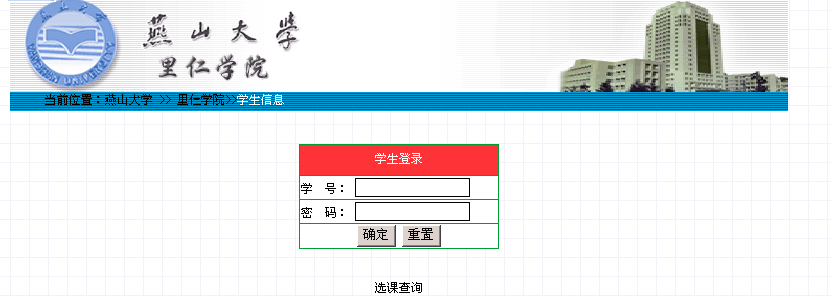 燕山大学
里仁学院
当前位置：燕山大学 >> 里仁学院>>学生信息
学生登录
学 号：
密 码：
确定 重置
选课查询